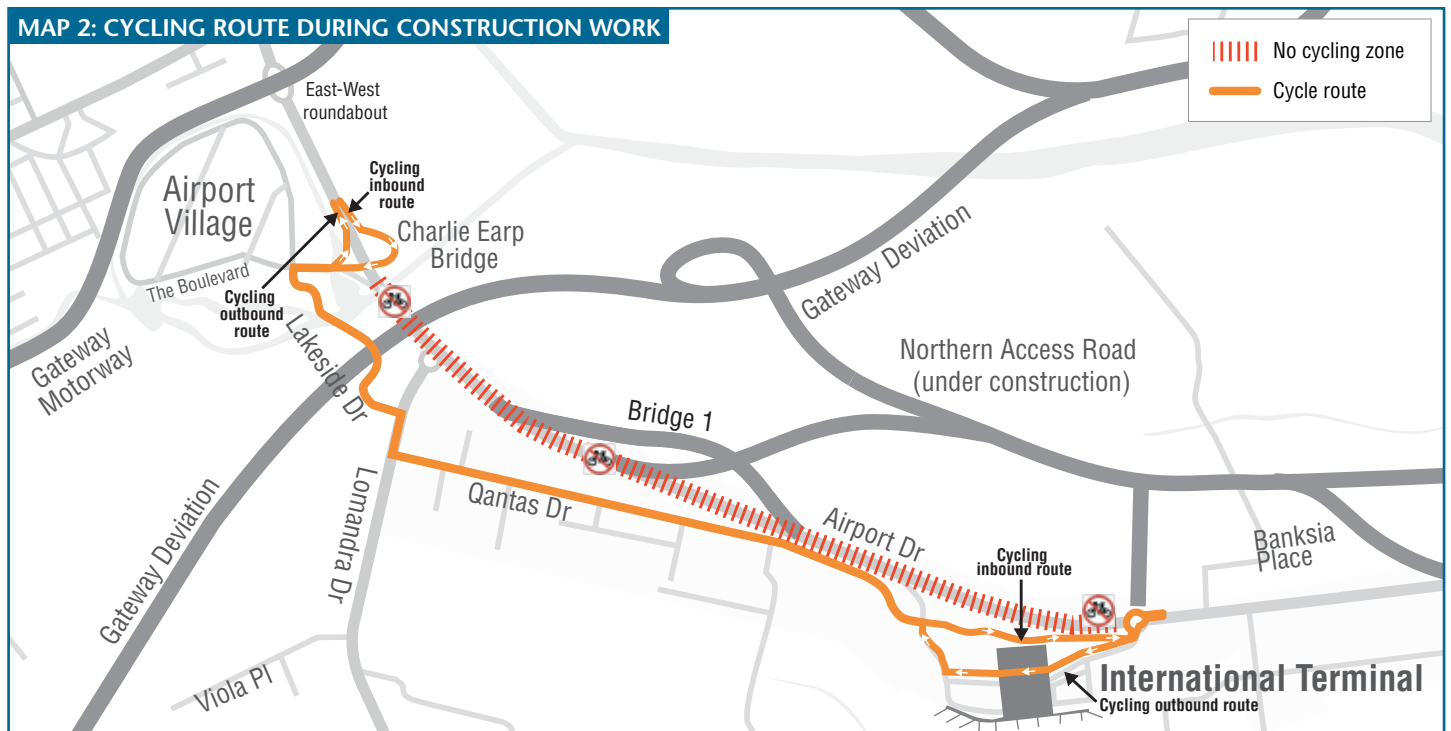 MAP 2: CYCLING ROUTE DURING CONSTRUCTION WORK
No cycling zone
Cycle route
East-West
roundabout
Cycling
inbound
route
Airport
Village
Charlie Earp
Bridge
The Boulevard
Cycling
outbound
route
Gateway
Motorway
Lakeside Dr
Gateway Deviation
Northern Access Road
(under construction)
Bridge 1
Qantas Dr
Lomandra Dr
Gateway Deviation
Airport Dr
Banksia
Place
Cycling
inbound route
Viola Pl
International Terminal
Cycling outbound route